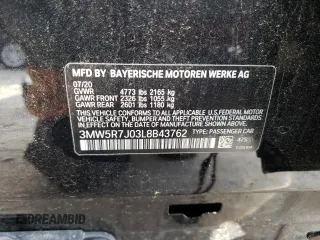 MFD BY BAYERISCHE MOTOREN WERKE AG
07/20
GVWR 4773 lbs 2165 kg
GAWR FRONT 2326 lbs 1055 kg
GAWR REAR 2601 lbs 1180 kg
THIS VEHICLE CONFORMS TO ALL APPLICABLE FEDERAL MOTOR
VEHICLE SAFETY, BUMPER AND THEFT PREVENTION STANDARDS
IN EFFECT ON THE DATE OF MANUFACTURE SHOWN ABOVE.
3MW5R7J03L8B43762 TYPE: PASSENGER CAR
475
DREAMBID